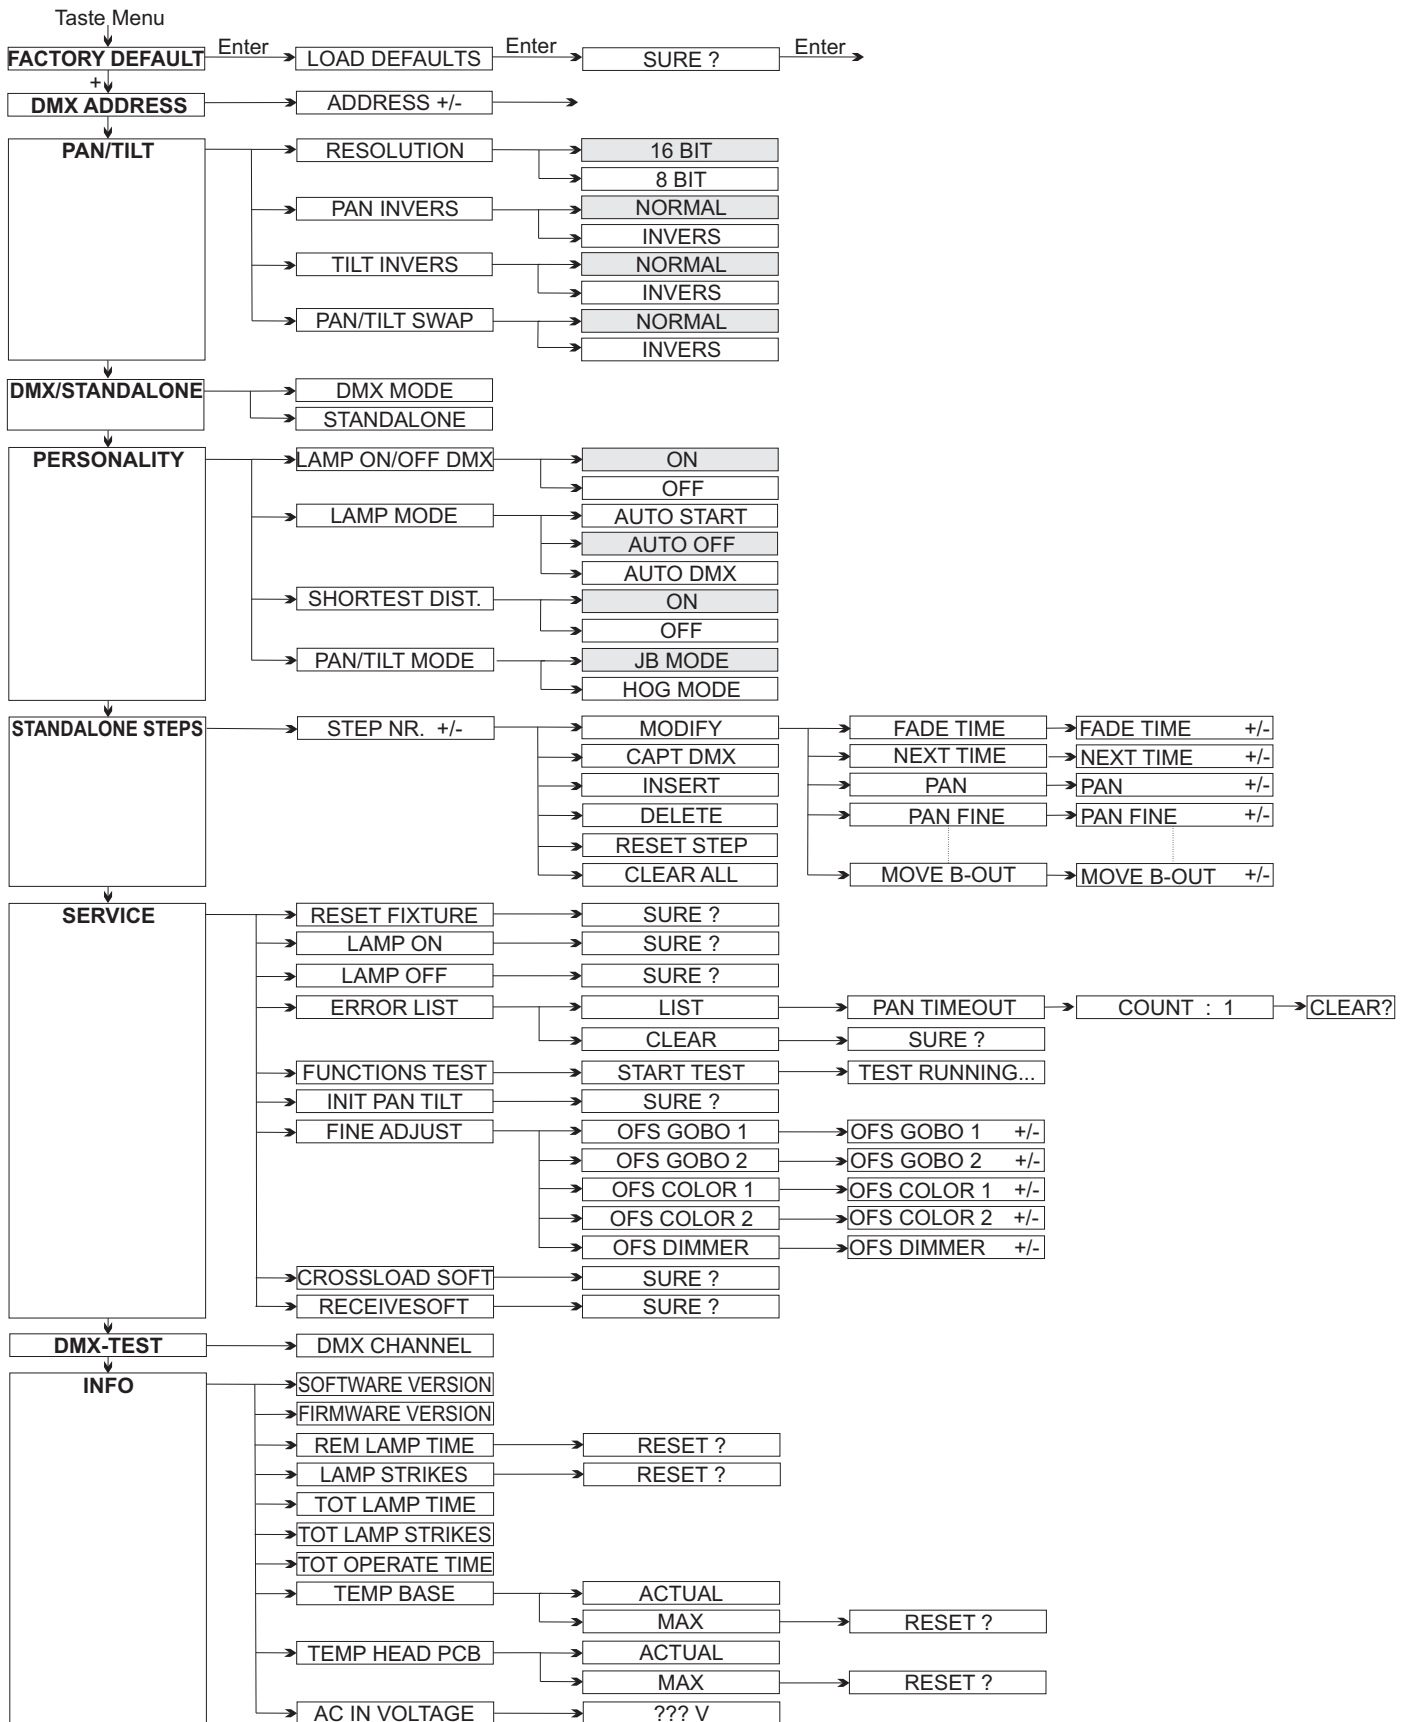 Taste Menu
FACTORY DEFAULT Enter LOAD DEFAULTS Enter SURE ? Enter
+
DMX ADDRESS ADDRESS +/-
PAN/TILT RESOLUTION 16 BIT
8 BIT
PAN INVERS NORMAL
INVERS
TILT INVERS NORMAL
INVERS
PAN/TILT SWAP NORMAL
INVERS
DMX/STANDALONE DMX MODE
STANDALONE
PERSONALITY LAMP ON/OFF DMX ON
OFF
LAMP MODE AUTO START
AUTO OFF
AUTO DMX
SHORTEST DIST. ON
OFF
PAN/TILT MODE JB MODE
HOG MODE
STANDALONE STEPS STEP NR. +/- MODIFY FADE TIME FADE TIME +/-
CAPT DMX NEXT TIME NEXT TIME +/-
INSERT PAN PAN +/-
DELETE PAN FINE PAN FINE +/-
RESET STEP
CLEAR ALL MOVE B-OUT MOVE B-OUT +/-
SERVICE RESET FIXTURE SURE ?
LAMP ON SURE ?
LAMP OFF SURE ?
ERROR LIST LIST PAN TIMEOUT COUNT : 1 CLEAR?
CLEAR SURE ?
FUNCTIONS TEST START TEST TEST RUNNING...
INIT PAN TILT SURE ?
FINE ADJUST OFS GOBO 1 OFS GOBO 1 +/-
OFS GOBO 2 OFS GOBO 2 +/-
OFS COLOR 1 OFS COLOR 1 +/-
OFS COLOR 2 OFS COLOR 2 +/-
OFS DIMMER OFS DIMMER +/-
CROSSLOAD SOFT SURE ?
RECEIVESOFT SURE ?
DMX-TEST DMX CHANNEL
INFO SOFTWARE VERSION
FIRMWARE VERSION
REM LAMP TIME RESET ?
LAMP STRIKES RESET ?
TOT LAMP TIME
TOT LAMP STRIKES
TOT OPERATE TIME
TEMP BASE ACTUAL
MAX RESET ?
TEMP HEAD PCB ACTUAL
MAX RESET ?
AC IN VOLTAGE ??? V